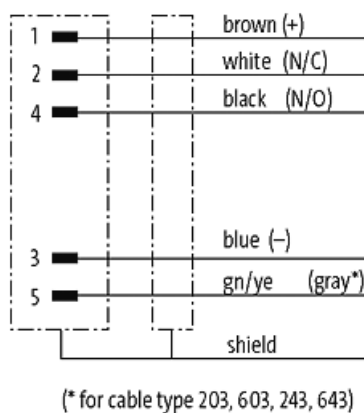 1 brown (+)
2 white (N/C)
4 black (N/O)
3 blue (–)
5 gn/ye (gray*)
shield
(* for cable type 203, 603, 243, 643)